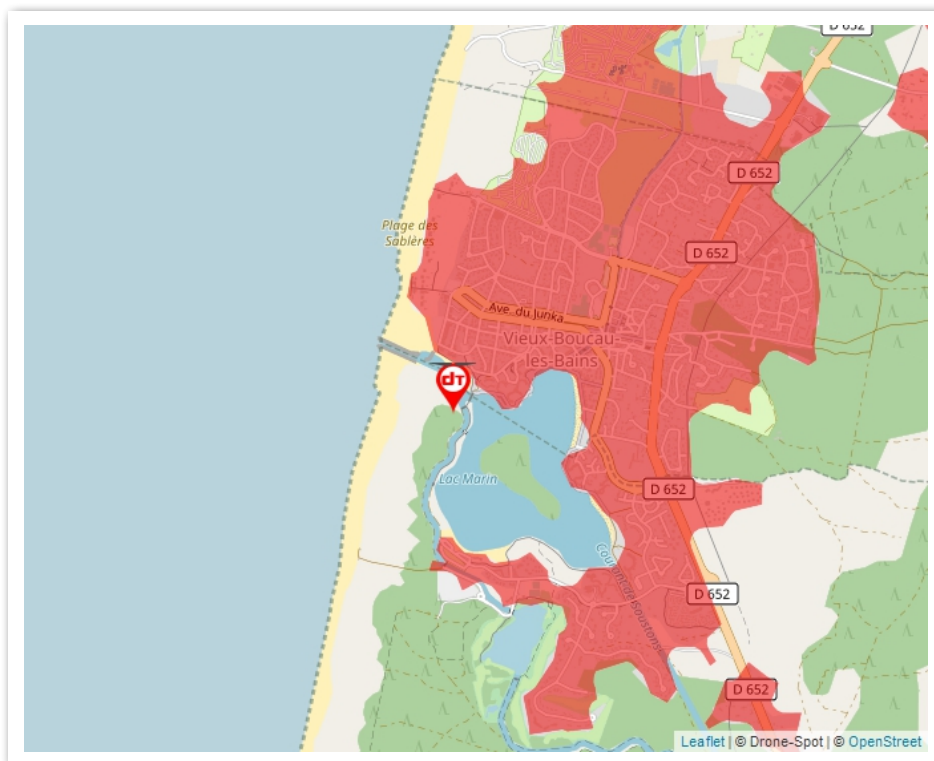 D 652
D 652
Plage des
Sablères
D 652
Ave du Junka
Vieux-Boucau-
les-Bains
dT
Lac Marin
D 652
Courant de Soustons
D 652
D 652
Leaflet | © Drone-Spot | © OpenStreet